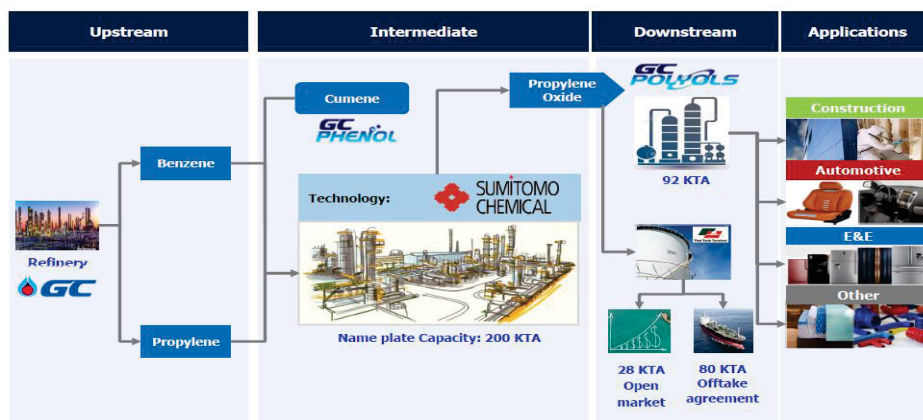 Upstream
Intermediate
Downstream
Applications
Refinery
GC
Benzene
Propylene
Cumene
GC
PHENOL
Technology:
SUMITOMO
CHEMICAL
Name plate Capacity: 200 KTA
Propylene
Oxide
GC
POLYOLS
92 KTA
28 KTA
Open
market
80 KTA
Offtake
agreement
Construction
Automotive
E&E
Other